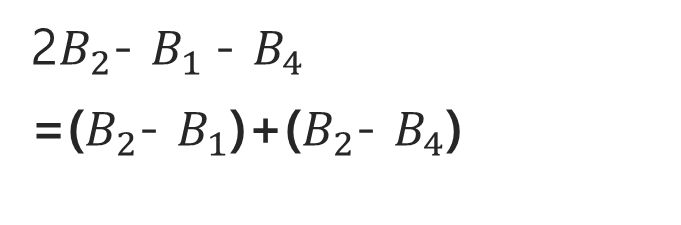 2B₂- B₁ - B₄
=(B₂- B₁)+(B₂- B₄)